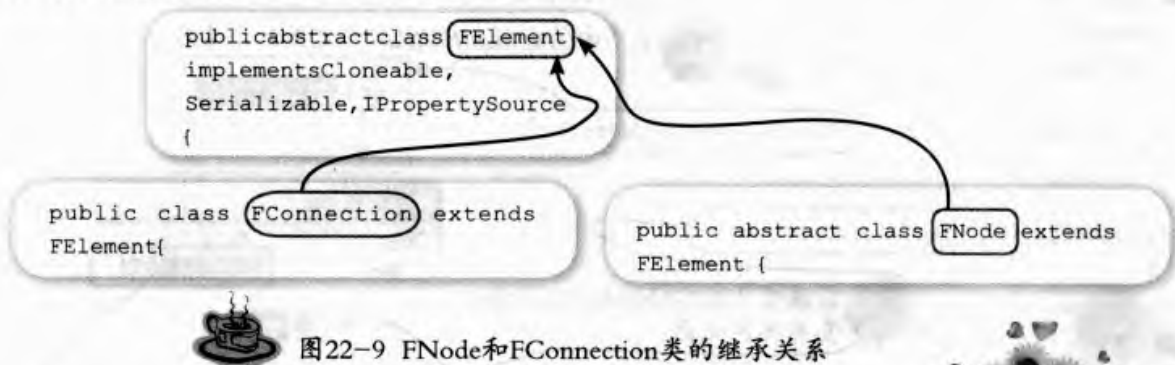 publicabstractclass FElement
implementsCloneable,
Serializable,IPropertySource
{
public class FConnection extends
FElement{
public abstract class FNode extends
FElement {
图22-9 FNode和FConnection类的继承关系